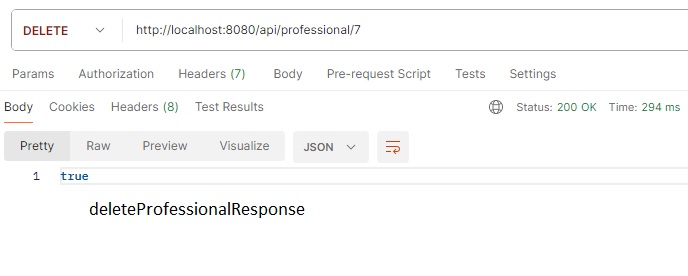 DELETE http://localhost:8080/api/professional/7
Params Authorization Headers (7) Body Pre-request Script Tests Settings
Body Cookies Headers (8) Test Results Status: 200 OK Time: 294 ms
Pretty Raw Preview Visualize JSON
1 true
deleteProfessionalResponse